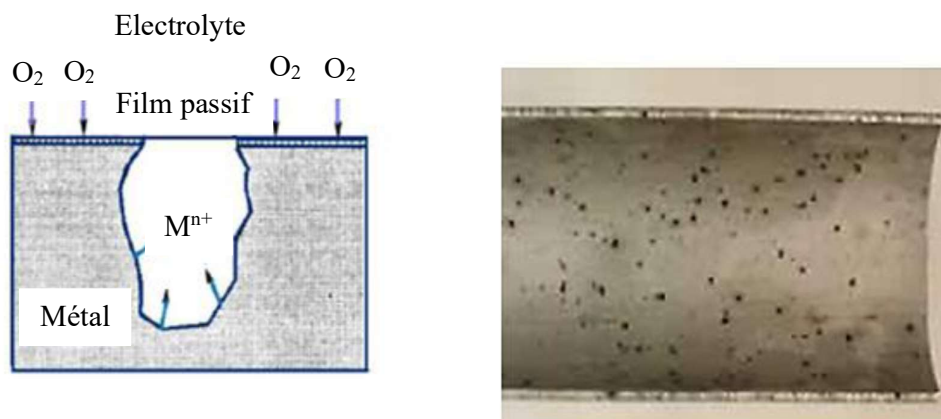 Electrolyte
O₂ O₂ O₂ O₂
Film passif
Mⁿ⁺
Métal